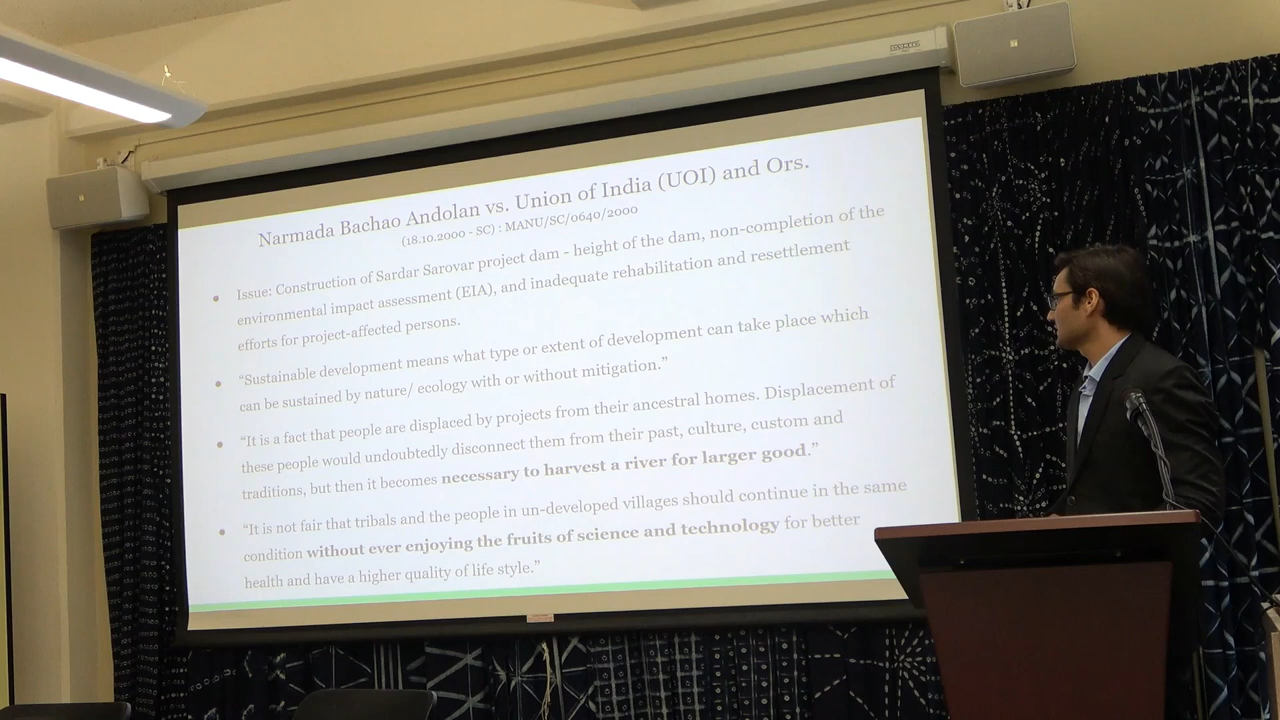 Narmada Bachao Andolan vs. Union of India (UOI) and Ors.
(18.10.2000 - SC) : MANU/SC/0640/2000
• Issue: Construction of Sardar Sarovar project dam - height of the dam, non-completion of the
environmental impact assessment (EIA), and inadequate rehabilitation and resettlement
efforts for project-affected persons.
• “Sustainable development means what type or extent of development can take place which
can be sustained by nature/ ecology with or without mitigation.”
• “It is a fact that people are displaced by projects from their ancestral homes. Displacement of
these people would undoubtedly disconnect them from their past, culture, custom and
traditions, but then it becomes necessary to harvest a river for larger good.”
• “It is not fair that tribals and the people in un-developed villages should continue in the same
condition without ever enjoying the fruits of science and technology for better
health and have a higher quality of life style.”